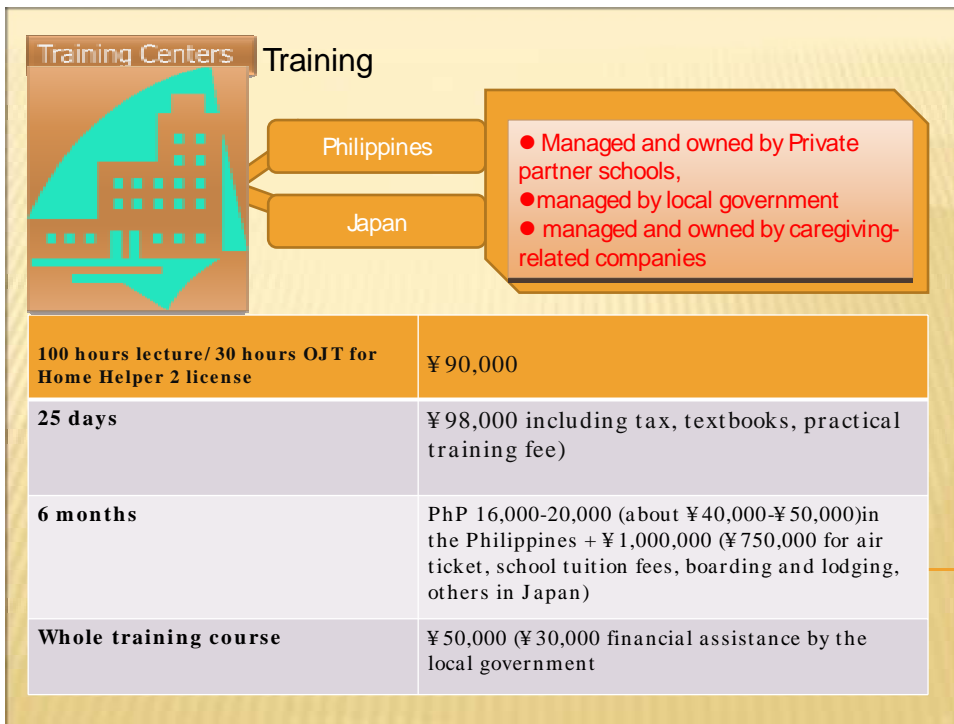 Training Centers
Training
Philippines
Japan
● Managed and owned by Private
partner schools,
●managed by local government
● managed and owned by caregiving-
related companies
100 hours lecture/ 30 hours OJT for
Home Helper 2 license
¥90,000
25 days
¥98,000 including tax, textbooks, practical
training fee)
6 months
PhP 16,000-20,000 (about ¥40,000-¥50,000)in
the Philippines + ¥1,000,000 (¥750,000 for air
ticket, school tuition fees, boarding and lodging,
others in Japan)
Whole training course
¥50,000 (¥30,000 financial assistance by the
local government